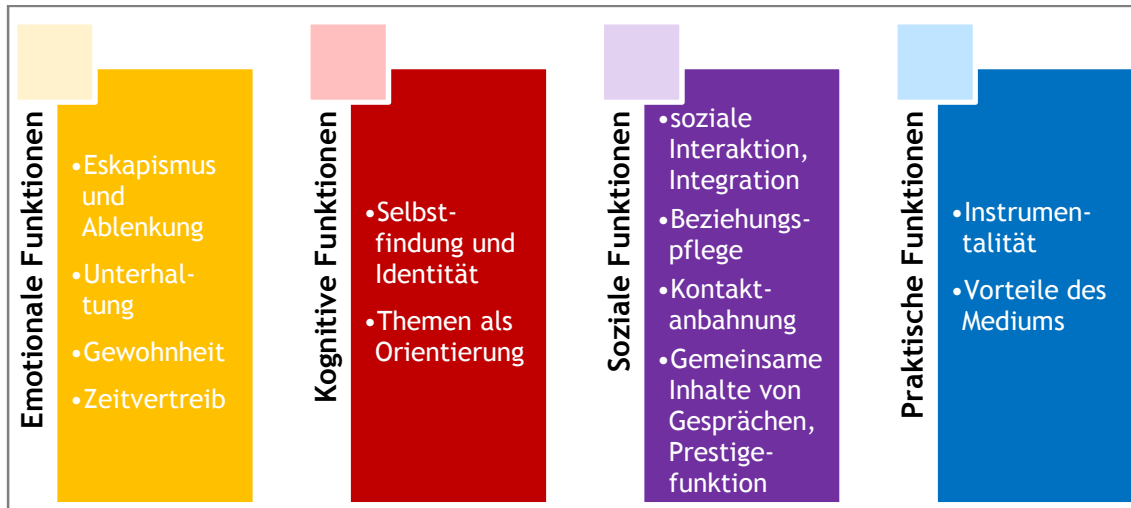 Emotionale Funktionen
•Eskapismus
und
Ablenkung
•Unterhal-
tung
•Gewohnheit
•Zeitvertreib
Kognitive Funktionen
•Selbst-
findung und
Identität
•Themen als
Orientierung
Soziale Funktionen
•soziale
Interaktion,
Integration
•Beziehungs-
pflege
•Kontakt-
anbahnung
•Gemeinsame
Inhalte von
Gesprächen,
Prestige-
funktion
Praktische Funktionen
•Instrumen-
talität
•Vorteile des
Mediums